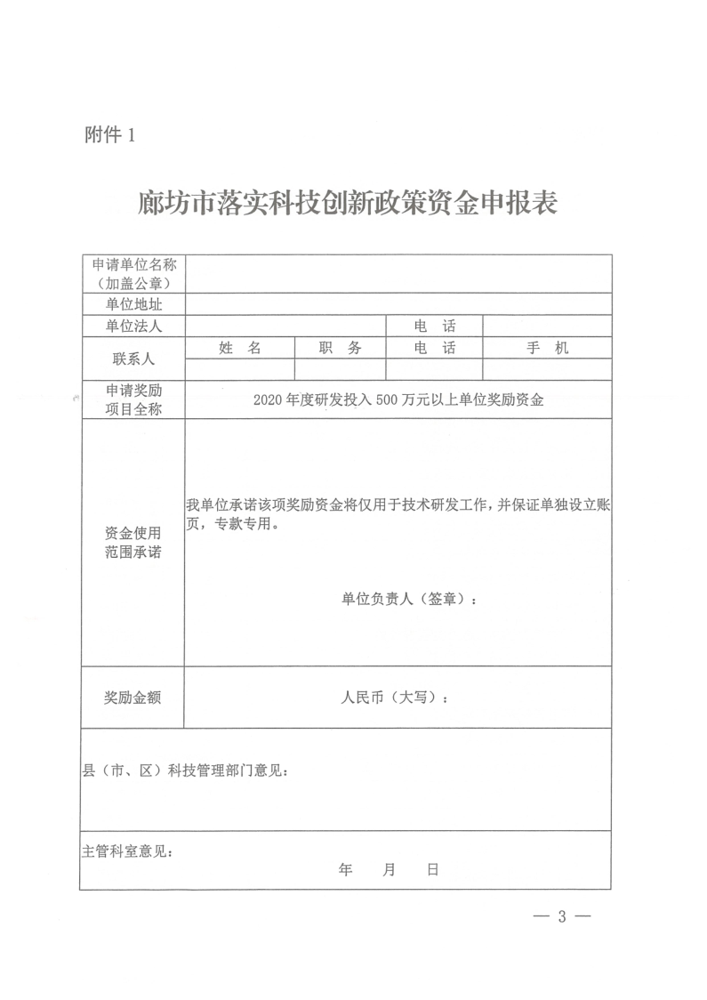 附件 1
廊坊市落实科技创新政策资金申报表
申请单位名称
（加盖公章）
单位地址
单位法人 电 话
联系人 姓 名 职 务 电 话 手 机
申请奖励
项目全称
2020 年度研发投入 500 万元以上单位奖励资金
我单位承诺该项奖励资金将仅用于技术研发工作，并保证单独设立账
页，专款专用。
资金使用
范围承诺
单位负责人（签章）：
奖励金额 人民币（大写）：
县（市、区）科技管理部门意见：
主管科室意见：
年 月 日
— 3 —